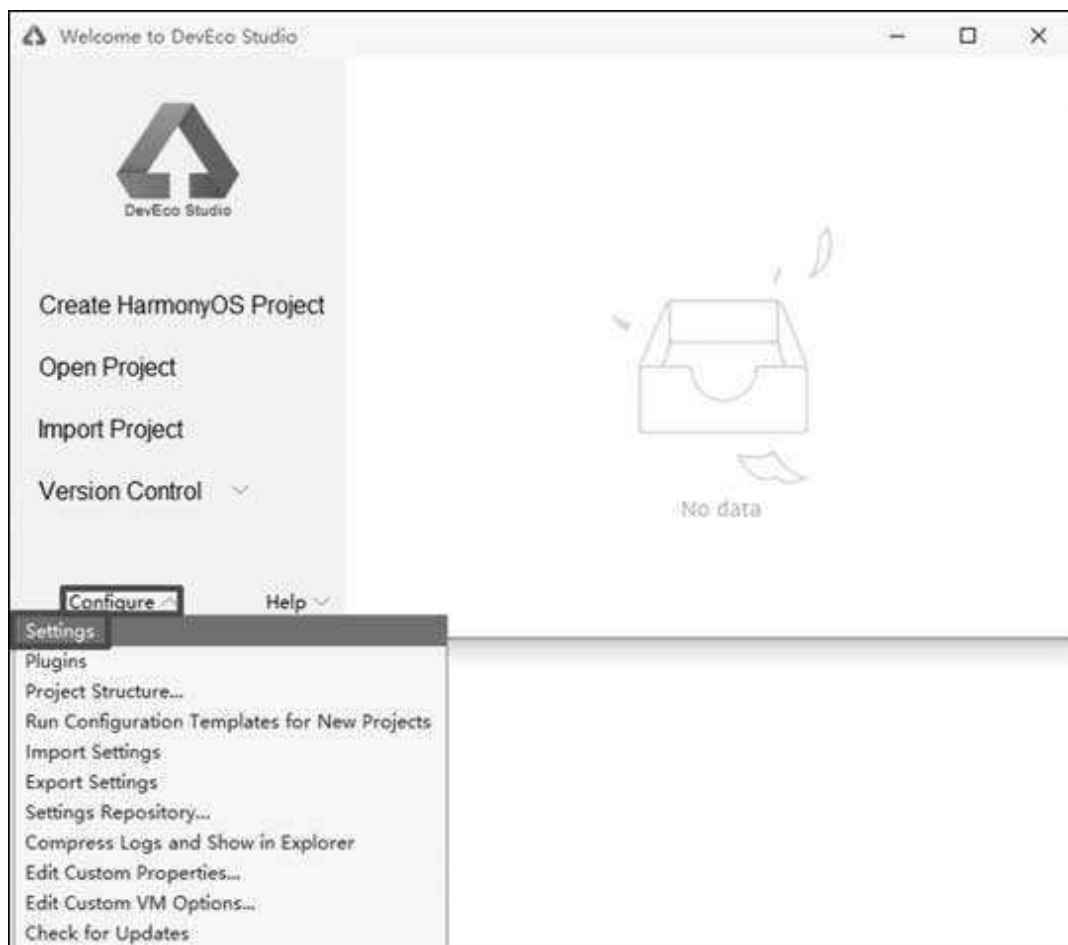 Welcome to DevEco Studio
DevEco Studio
Create HarmonyOS Project
Open Project
Import Project
Version Control
No data
Configure
Help
Settings
Plugins
Project Structure...
Run Configuration Templates for New Projects
Import Settings
Export Settings
Settings Repository...
Compress Logs and Show in Explorer
Edit Custom Properties...
Edit Custom VM Options...
Check for Updates